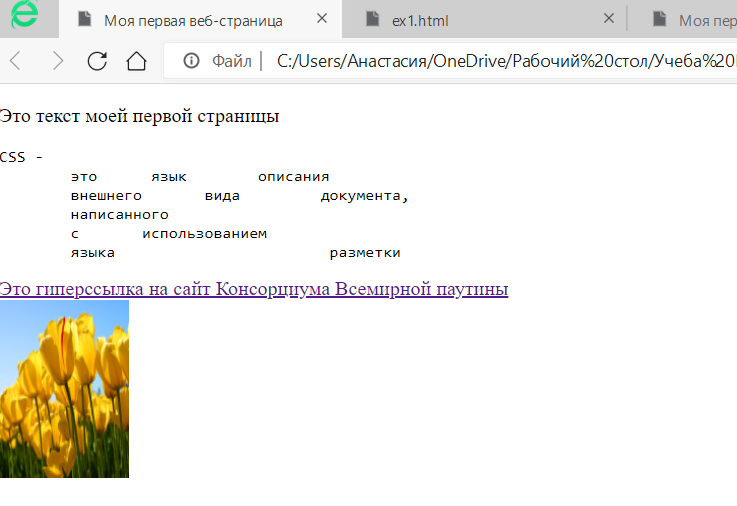 Моя первая веб-страница
ex1.html
Моя пер
Файл | C:/Users/Анастасия/OneDrive/Рабочий%20стол/Учеба%20
Это текст моей первой страницы
CSS -
это язык описания
внешнего вида документа,
написанного
с использованием
языка разметки
Это гиперссылка на сайт Консорциума Всемирной паутины